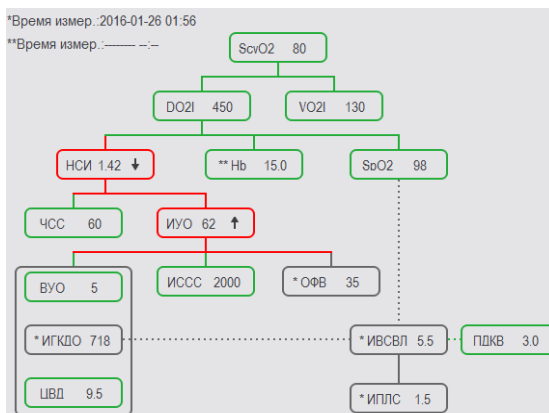 *Время измер.:2016-01-26 01:56
**Время измер.:-------- --:--
ScvO2 80
DO2I 450
VO2I 130
НСИ 1.42 ↓
** Hb 15.0
SpO2 98
ЧСС 60
ИУО 62 ↑
ВУО 5
ИССС 2000
* ОФВ 35
* ИГКДО 718
* ИВСВЛ 5.5
ПДКВ 3.0
ЦВД 9.5
* ИПЛС 1.5